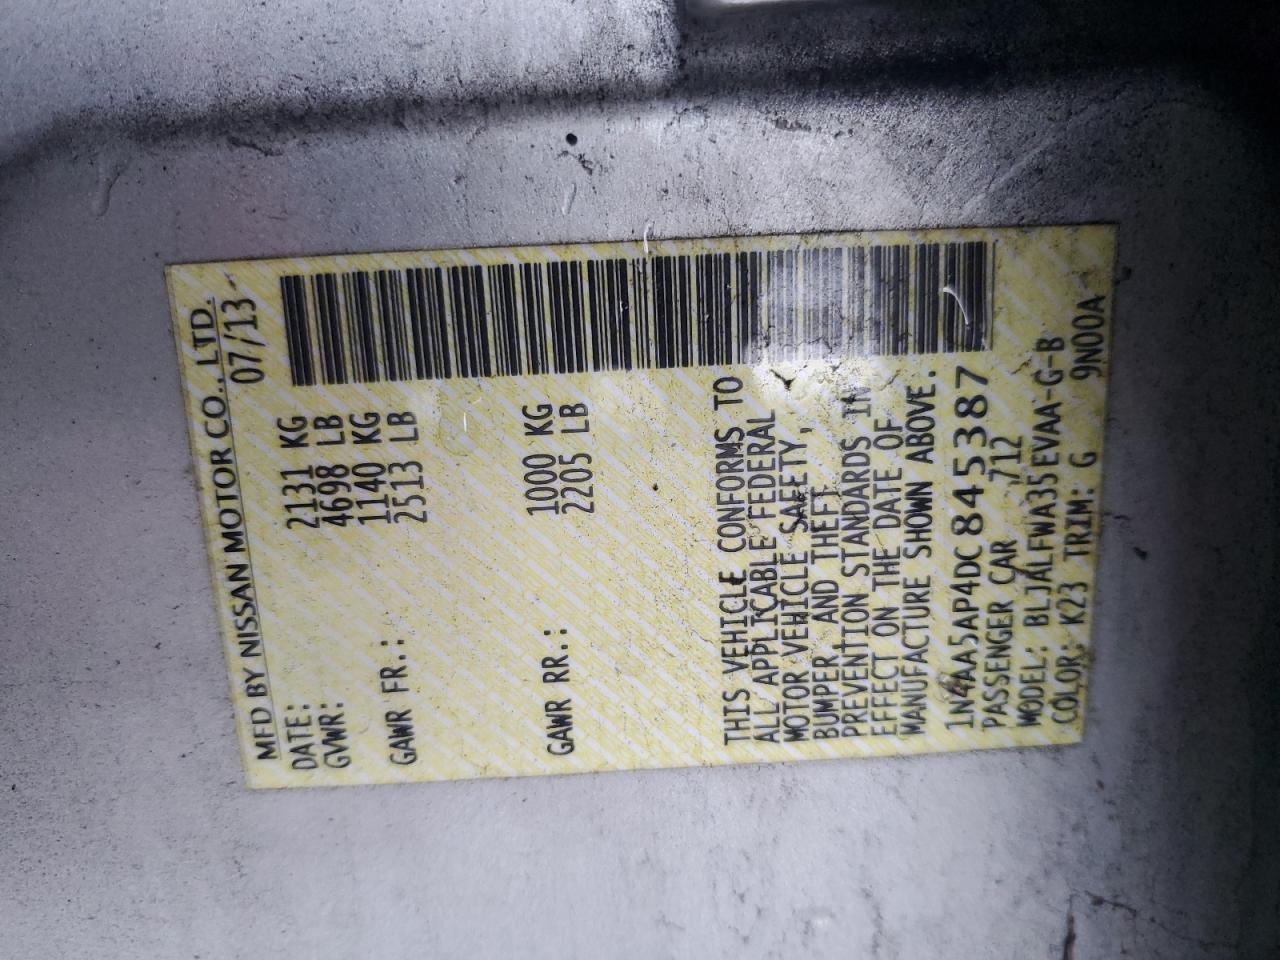 MFD BY NISSAN MOTOR CO., LTD.
DATE: 07/13
GVWR: 2131 KG
4698 LB
GAWR FR.: 1140 KG
2513 LB
GAWR RR.: 1000 KG
2205 LB
THIS VEHICLE CONFORMS TO
ALL APPLICABLE FEDERAL
MOTOR VEHICLE SAFETY,
BUMPER, AND THEFT
PREVENTION STANDARDS IN
EFFECT ON THE DATE OF
MANUFACTURE SHOWN ABOVE.
1N4AA5AP4DC845387
PASSENGER CAR 712
MODEL: BLJALFWA35EVAA-G-B
COLOR: K23 TRIM: G 9N00A